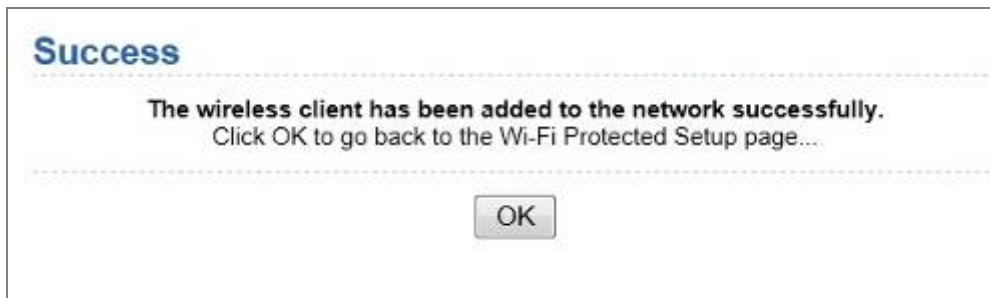 Success
The wireless client has been added to the network successfully.
Click OK to go back to the Wi-Fi Protected Setup page...
OK